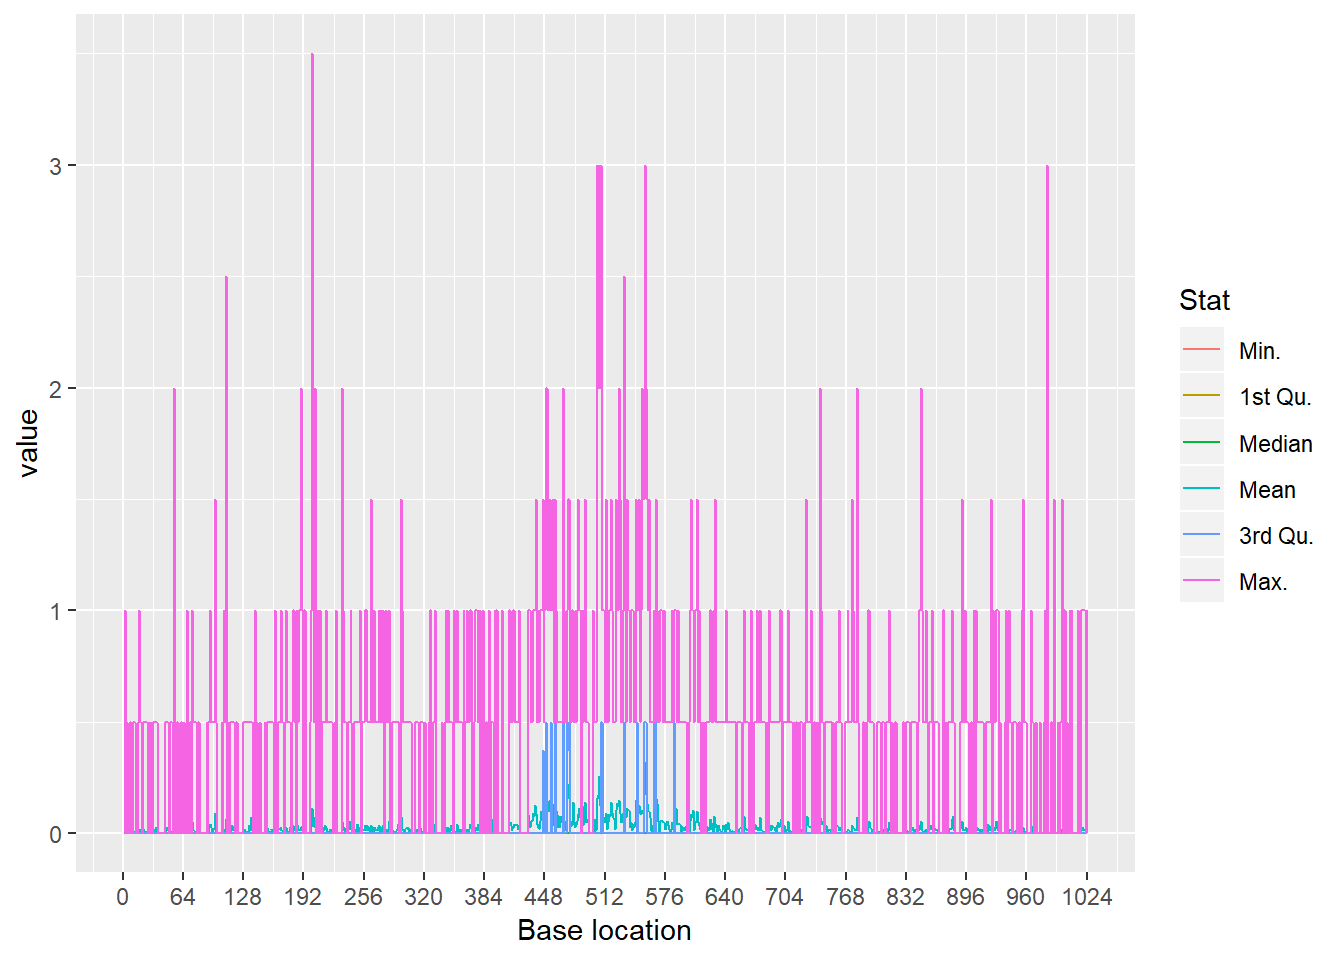 3
2
1
0
value
0 64 128 192 256 320 384 448 512 576 640 704 768 832 896 960 1024
Base location
Stat
Min.
1st Qu.
Median
Mean
3rd Qu.
Max.